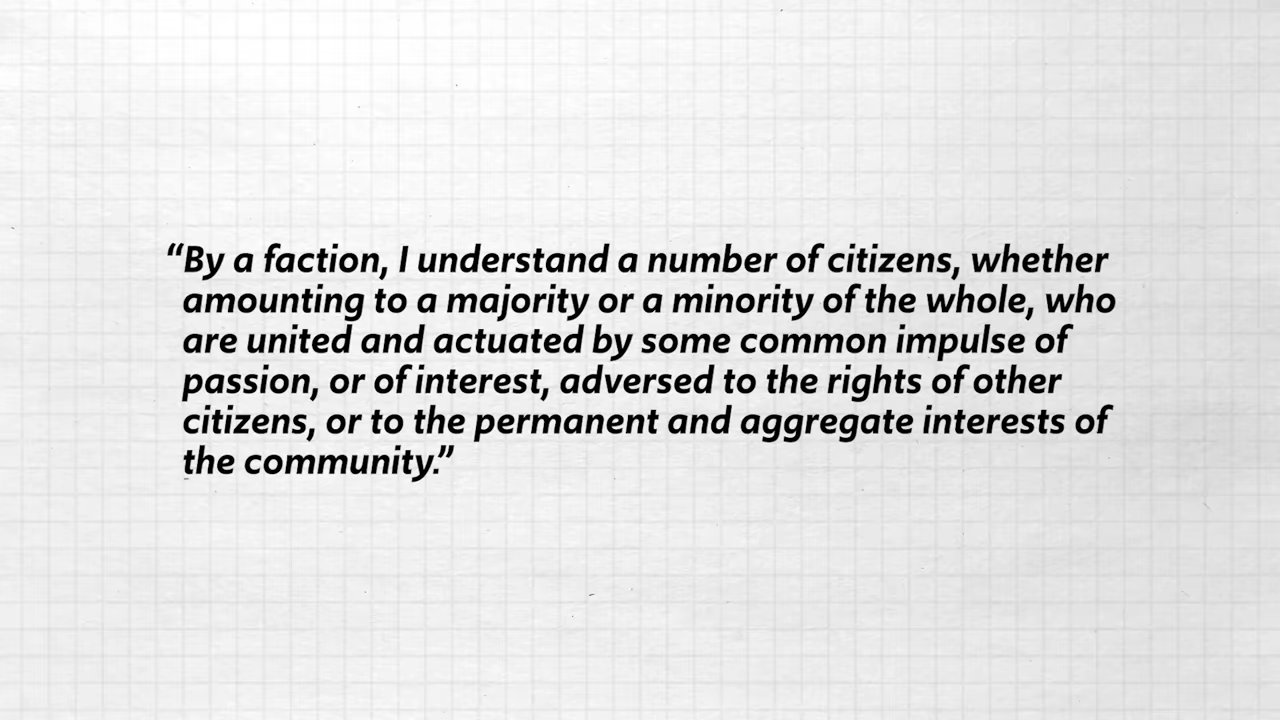 “By a faction, I understand a number of citizens, whether
amounting to a majority or a minority of the whole, who
are united and actuated by some common impulse of
passion, or of interest, adversed to the rights of other
citizens, or to the permanent and aggregate interests of
the community.”